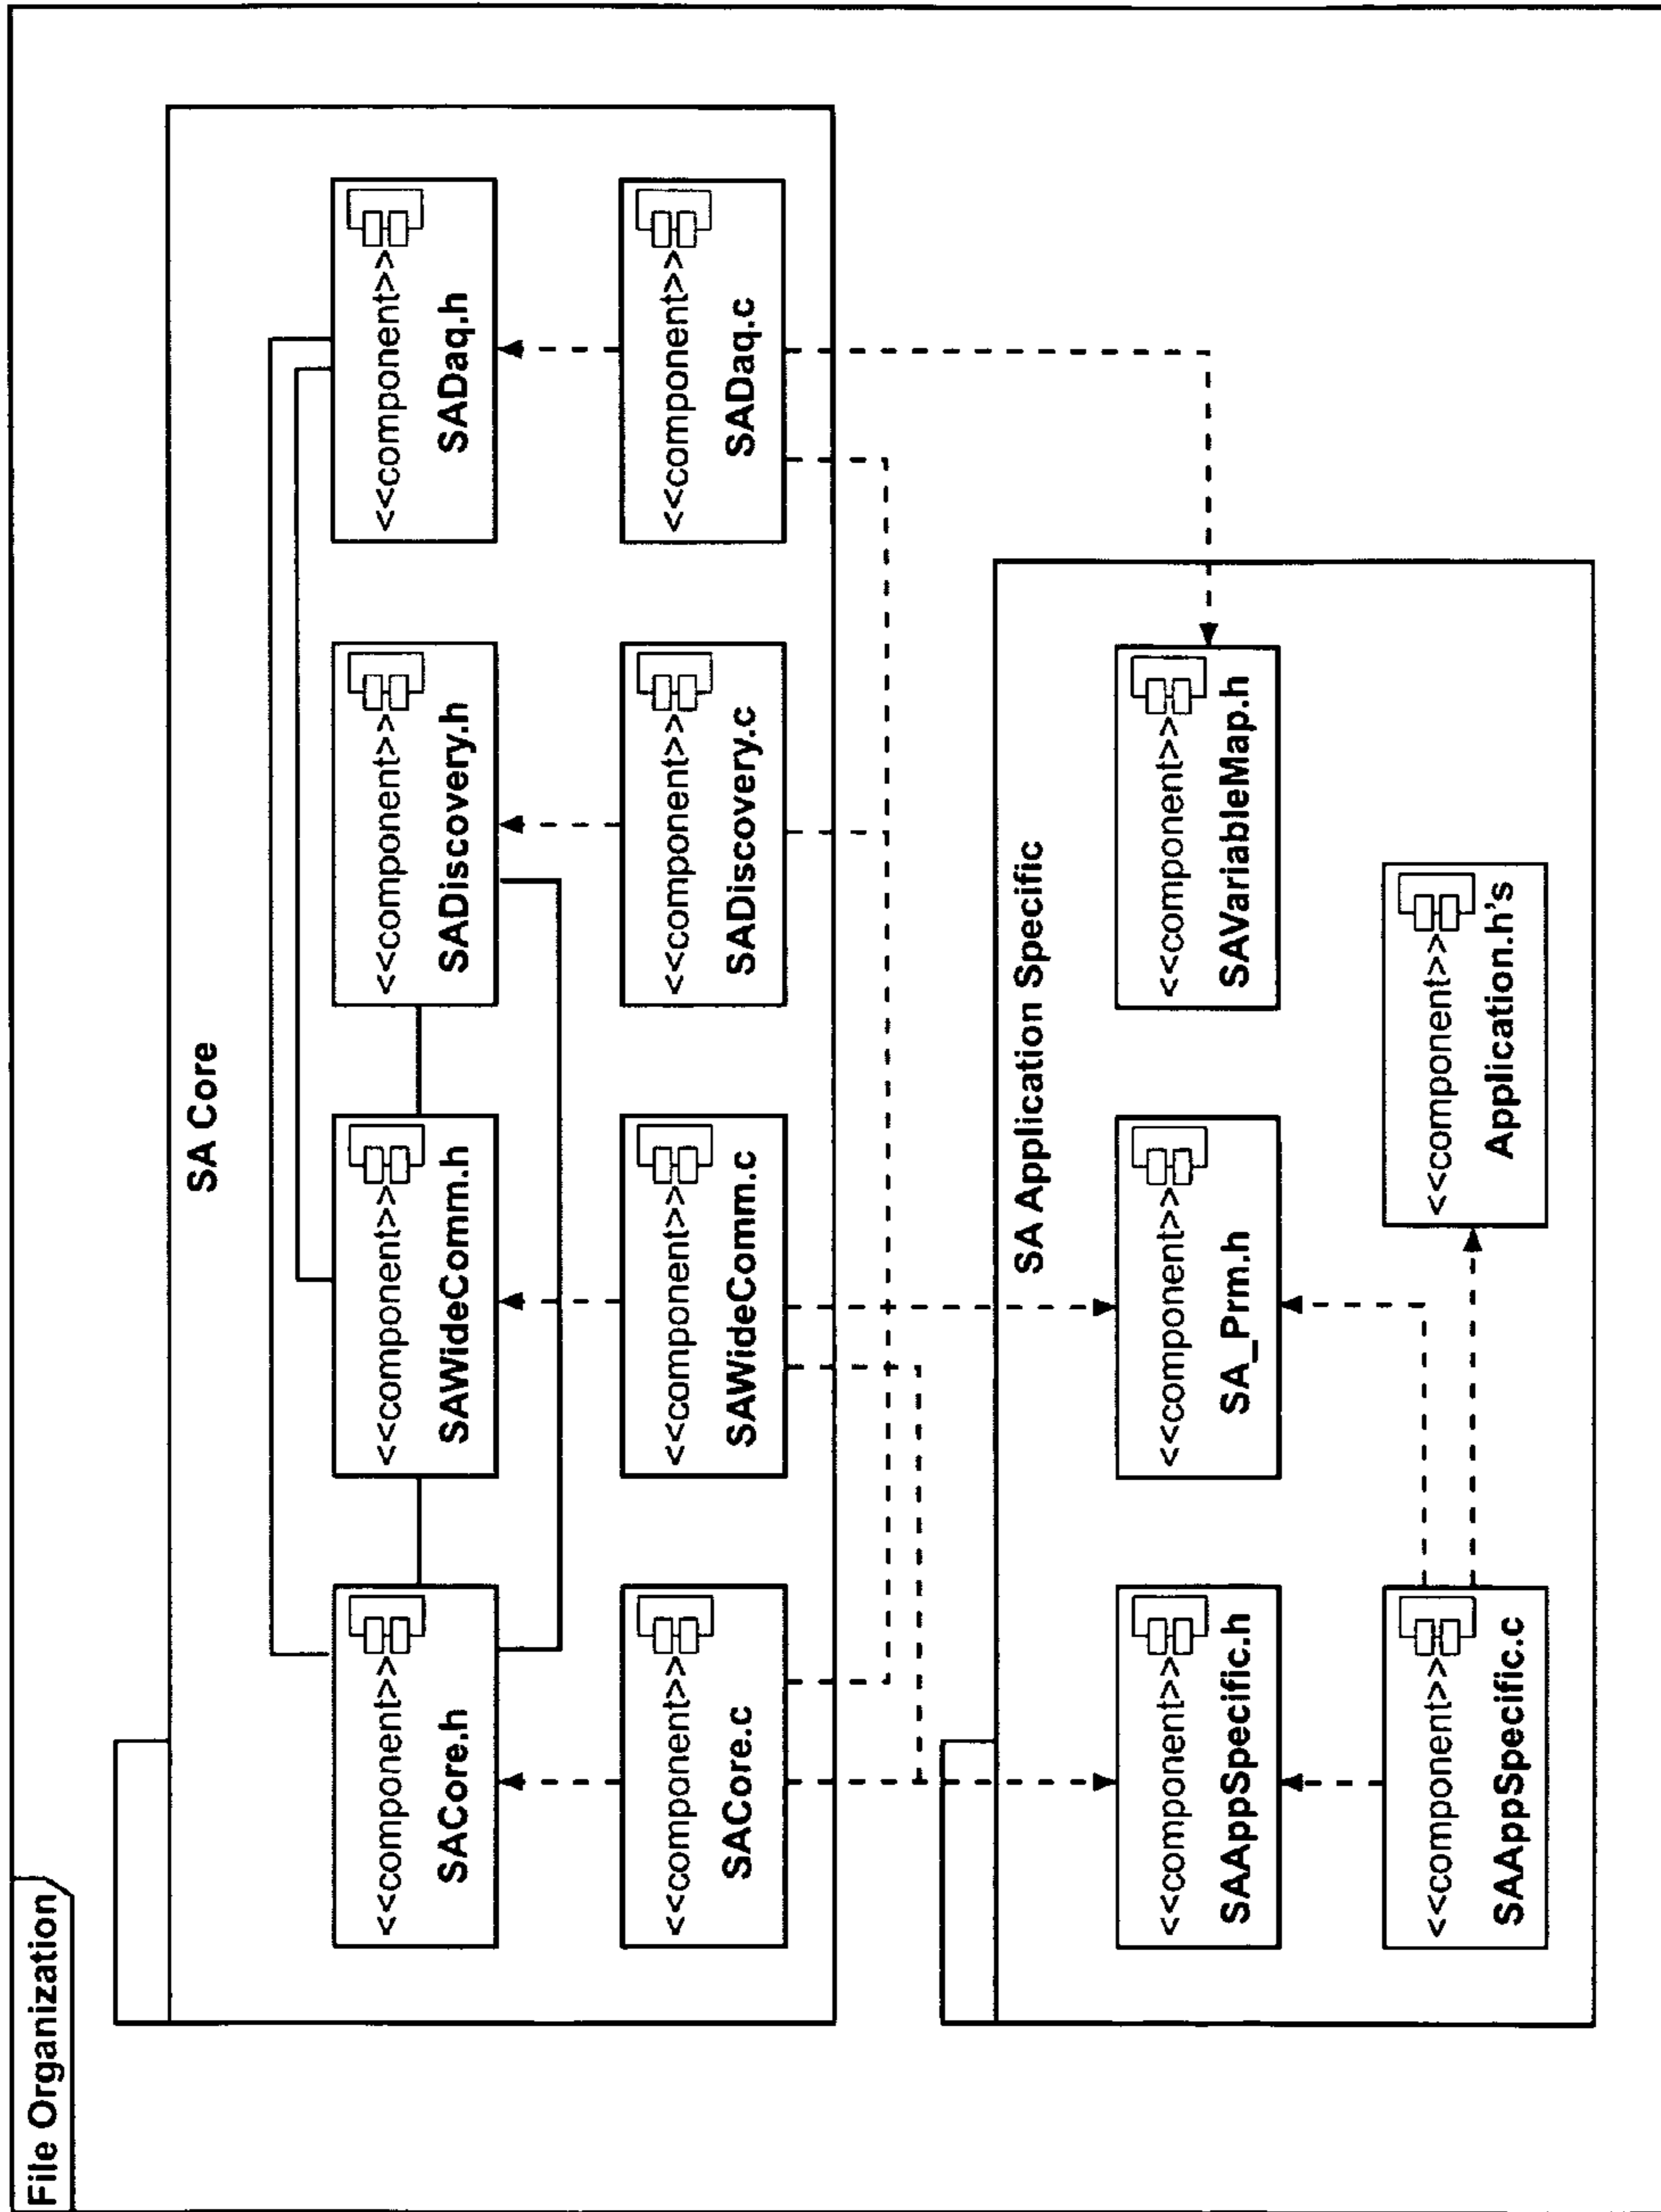 File Organization
SA Core
<<component>>
SACore.h
<<component>>
SAWideComm.h
<<component>>
SADiscovery.h
<<component>>
SADaq.h
<<component>>
SACore.c
<<component>>
SAWideComm.c
<<component>>
SADiscovery.c
<<component>>
SADaq.c
SA Application Specific
<<component>>
SAAppSpecific.h
<<component>>
SA_Prm.h
<<component>>
SAVariableMap.h
<<component>>
SAAppSpecific.c
<<component>>
Application.h's